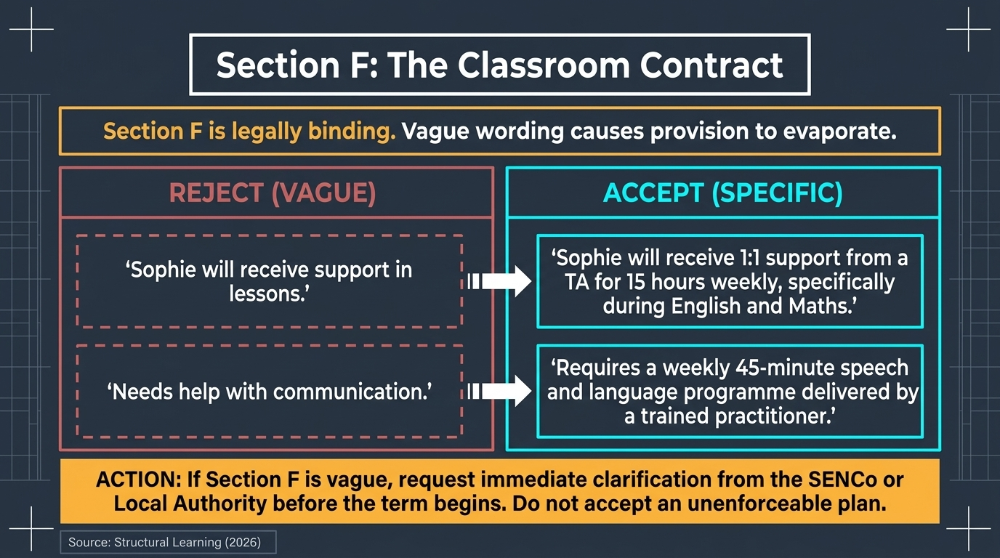 Section F: The Classroom Contract
Section F is legally binding. Vague wording causes provision to evaporate.
REJECT (VAGUE)
‘Sophie will receive support in
lessons.’
‘Needs help with communication.’
ACCEPT (SPECIFIC)
‘Sophie will receive 1:1 support from a
TA for 15 hours weekly, specifically
during English and Maths.’
‘Requires a weekly 45-minute speech
and language programme delivered by
a trained practitioner.’
ACTION: If Section F is vague, request immediate clarification from the SENCo or
Local Authority before the term begins. Do not accept an unenforceable plan.
Source: Structural Learning (2026)